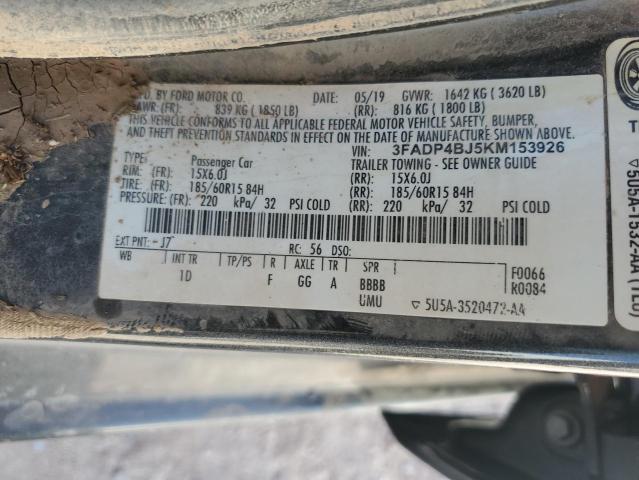 BY FORD MOTOR CO. DATE: 05/19 GVWR: 1642 KG ( 3620 LB)
(FR): 839 KG ( 1850 LB) (RR): 816 KG ( 1800 LB)
THIS VEHICLE CONFORMS TO ALL APPLICABLE FEDERAL MOTOR VEHICLE SAFETY, BUMPER,
AND THEFT PREVENTION STANDARDS IN EFFECT ON THE DATE OF MANUFACTURE SHOWN ABOVE.
VIN: 3FADP4BJ5KM153926
TYPE: Passenger Car TRAILER TOWING - SEE OWNER GUIDE
RIM: (FR): 15X6.0J (RR): 15X6.0J
TIRE: (FR): 185/60R15 84H (RR): 185/60R15 84H
PRESSURE: (FR): 220 kPa/ 32 PSI COLD (RR): 220 kPa/ 32 PSI COLD
EXT PNT: J7 RC: 56 DSO:
WB INT TR TP/PS R AXLE TR SPR
1D F GG A BBBB
UMU
F0066
R0084
5U5A-3520472-AA